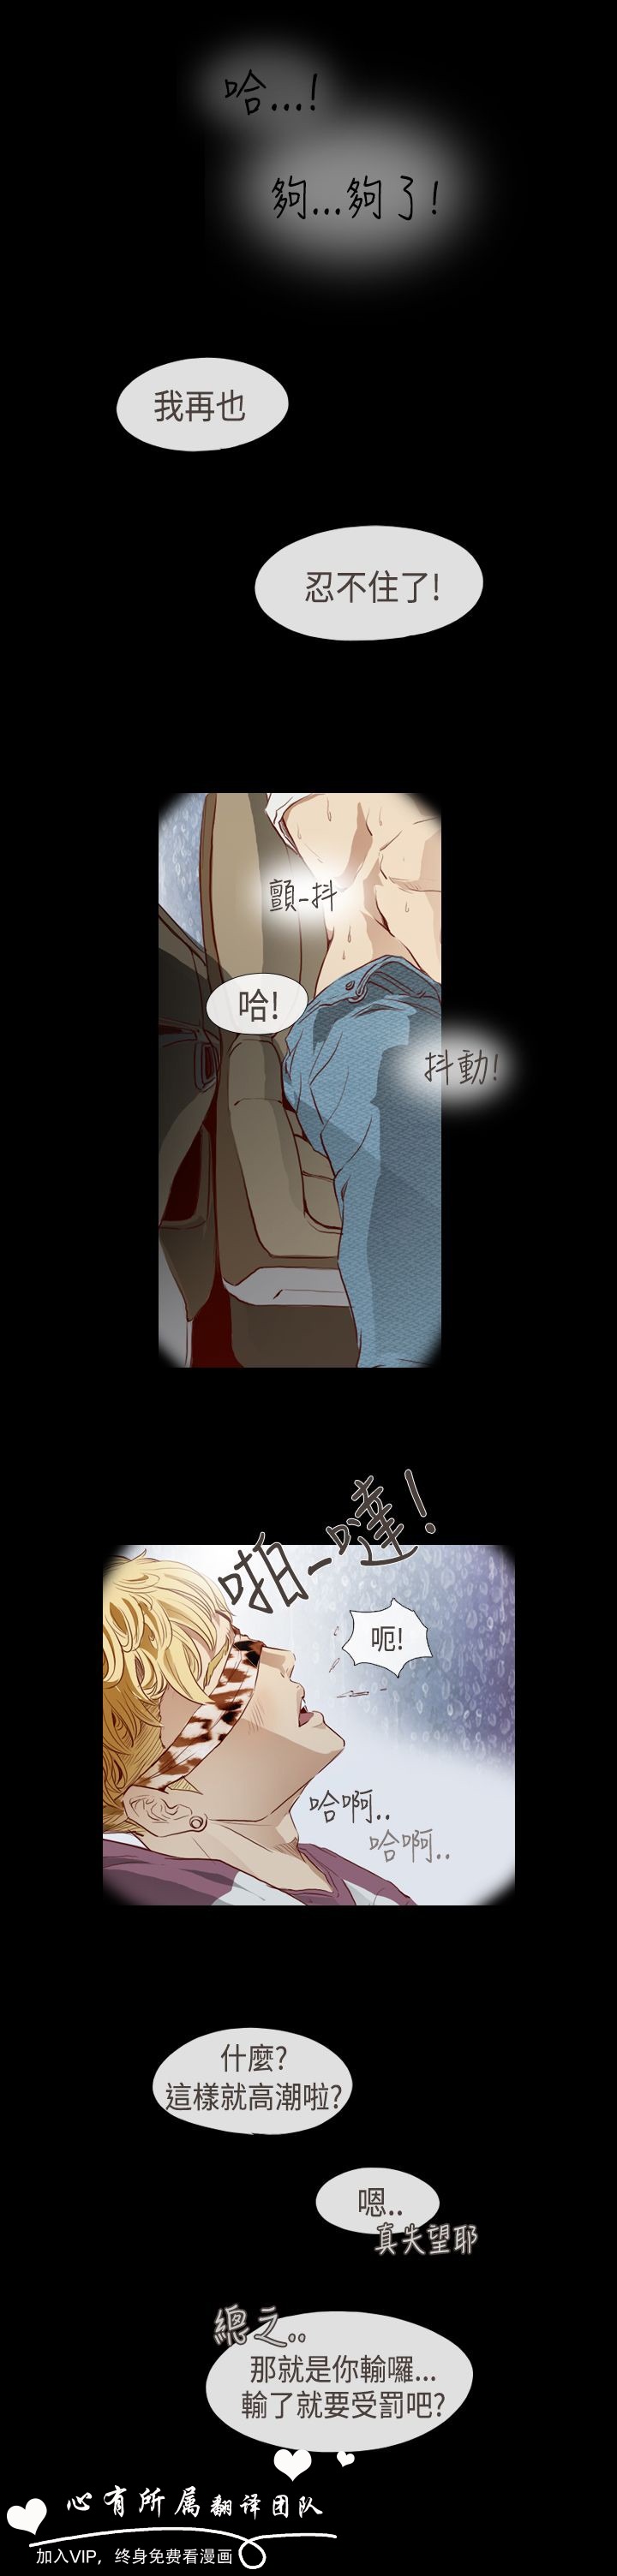 哈...!
夠...夠了!
我再也
忍不住了!
顫-抖
哈!
抖動!
啪-噠!
呃!
哈啊..
哈啊..
什麼?
這樣就高潮啦?
嗯..
真失望耶
總之..
那就是你輸囉...
輸了就要受罰吧?
心有所属翻译团队
加入VIP，终身免费看漫画